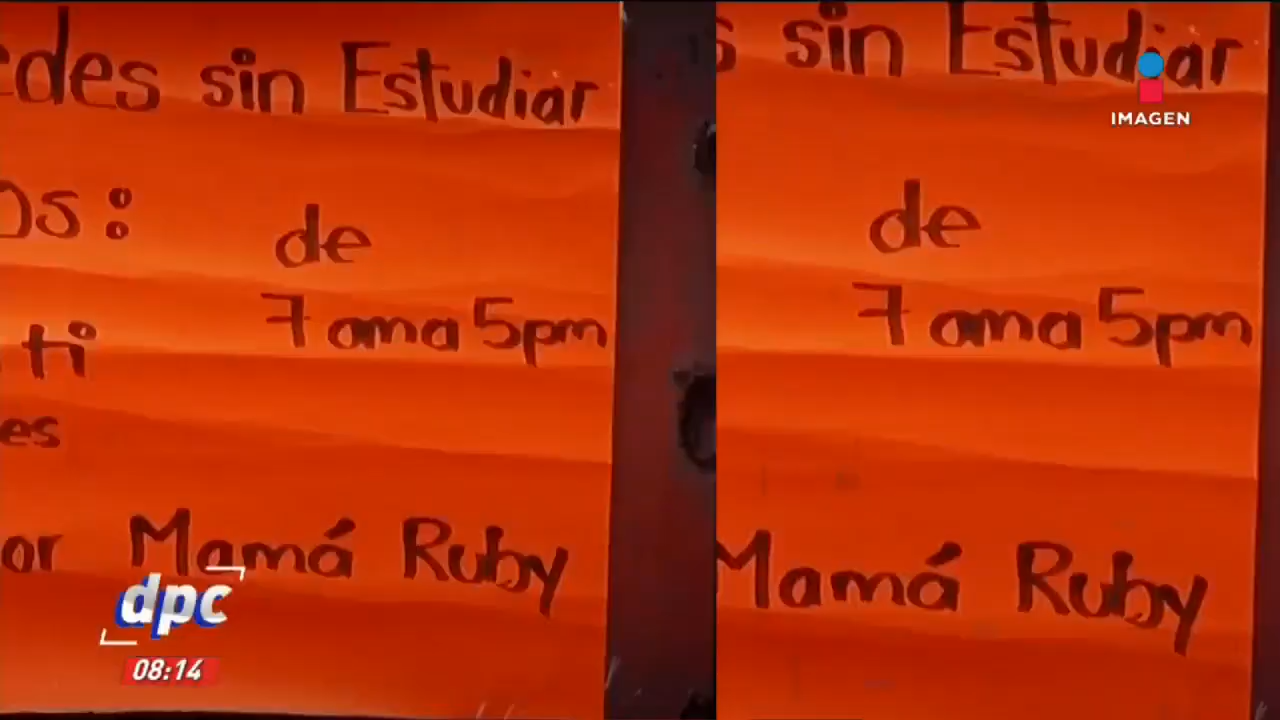 edes sin Estudiar
os: de
7 am a 5pm
ti
es
or Mamá Ruby
s sin Estudiar
de
7 am a 5pm
Mamá Ruby
IMAGEN
dpc
08:14